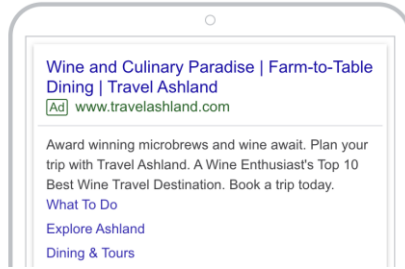 Wine and Culinary Paradise | Farm-to-Table
Dining | Travel Ashland
Ad www.travelashland.com
Award winning microbrews and wine await. Plan your
trip with Travel Ashland. A Wine Enthusiast's Top 10
Best Wine Travel Destination. Book a trip today.
What To Do
Explore Ashland
Dining & Tours